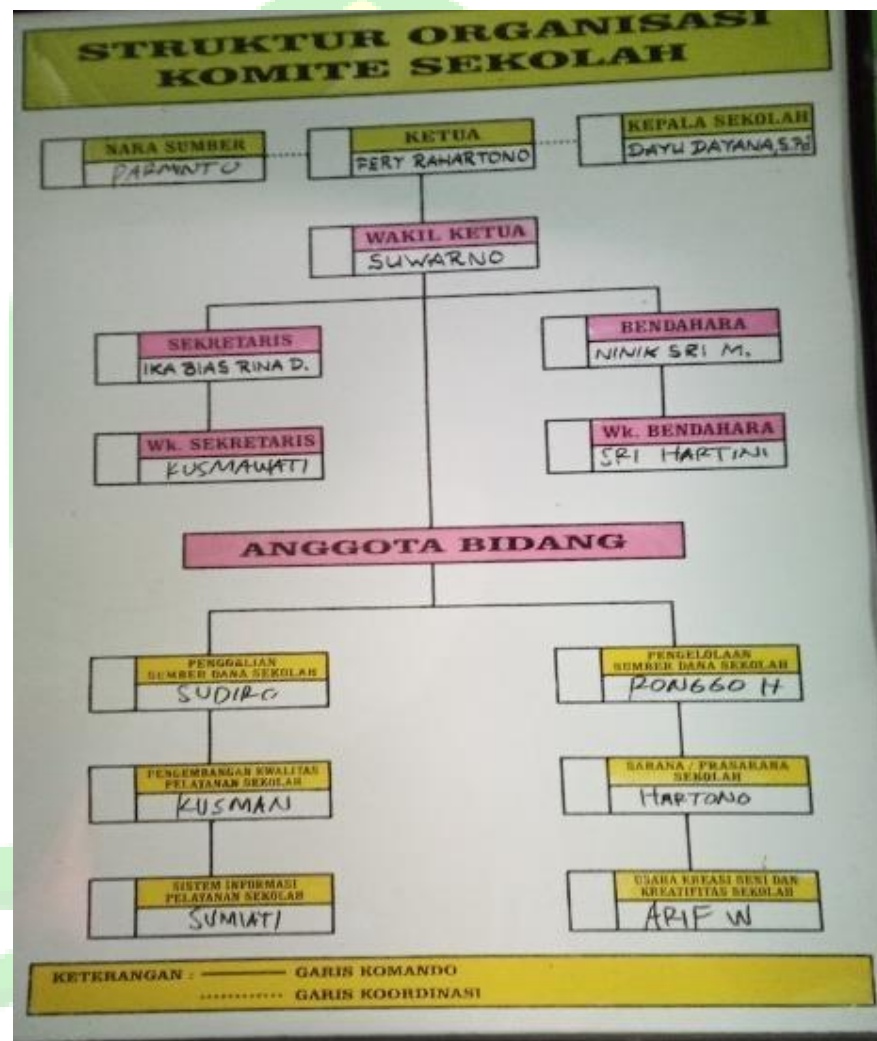 STRUKTUR ORGANISASI
KOMITE SEKOLAH
NARA SUMBER
PARMINTO
KETUA
FERY RAHARTONO
KEPALA SEKOLAH
DAYU DAYANA, S.Pd
WAKIL KETUA
SUWARNO
SEKRETARIS
IKA BIAS RINA D.
BENDAHARA
NINIK SRI M.
Wk. SEKRETARIS
KUSMAWATI
Wk. BENDAHARA
SRI HARTINI
ANGGOTA BIDANG
PENGGALIAN
SUMBER DANA SEKOLAH
SUDIRO
PENGELOLAAN
SUMBER DANA SEKOLAH
RONGGO H
PENGEMBANGAN KWALITAS
PELAYANAN SEKOLAH
KUSMAN
SARANA / PRASARANA
SEKOLAH
HARTONO
SISTEM INFORMASI
PELAYANAN SEKOLAH
SUMIATI
USAHA KREASI SENI DAN
KREATIFITAS SEKOLAH
ARIF W
KETERANGAN : GARIS KOMANDO
GARIS KOORDINASI